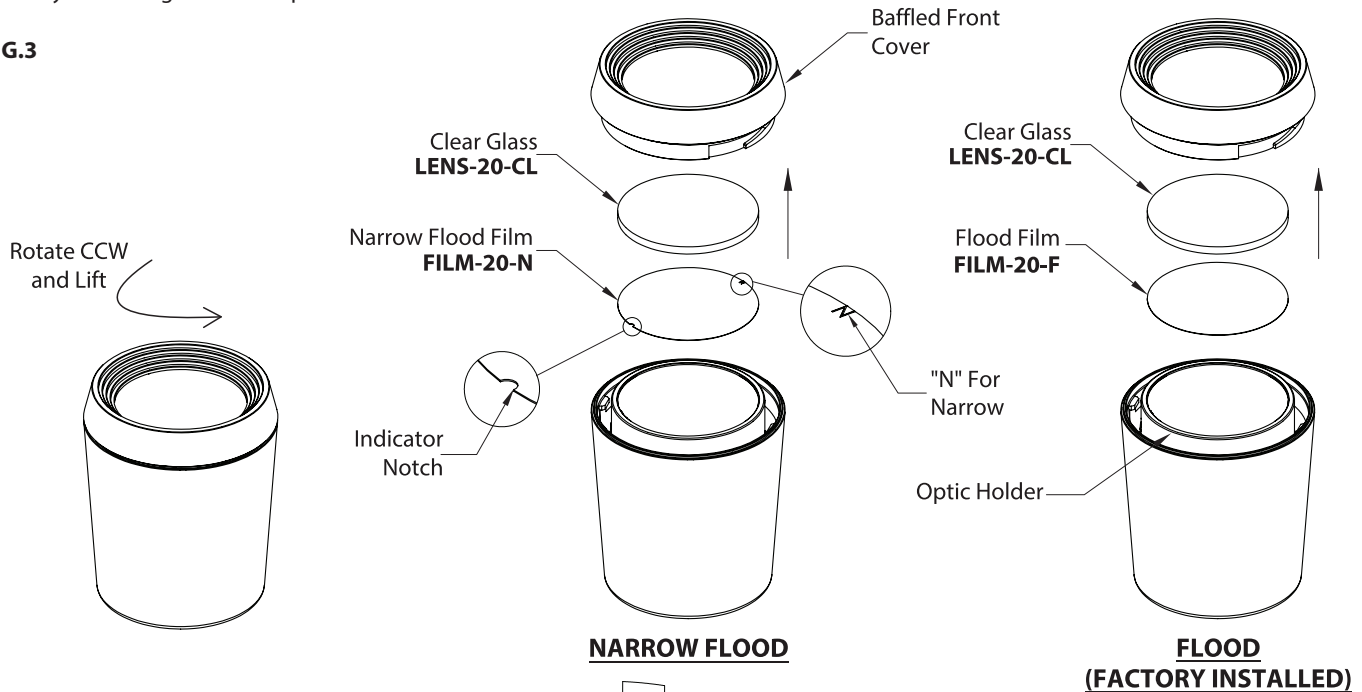 G.3
Baffled Front
Cover
Clear Glass
LENS-20-CL
Narrow Flood Film
FILM-20-N
Rotate CCW
and Lift
Indicator
Notch
N
"N" For
Narrow
NARROW FLOOD
Clear Glass
LENS-20-CL
Flood Film
FILM-20-F
Optic Holder
FLOOD
(FACTORY INSTALLED)